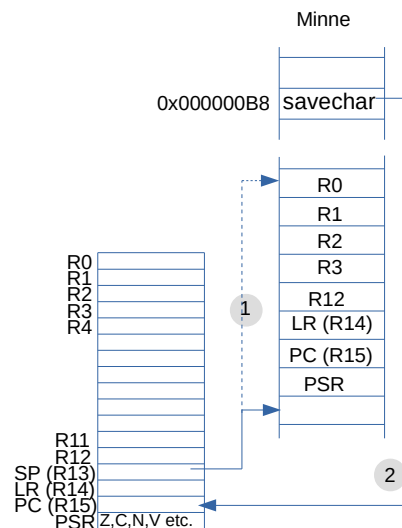 Minne
0x000000B8 savechar
R0
R1
R2
R3
R12
LR (R14)
PC (R15)
PSR
1
R0
R1
R2
R3
R4
R11
R12
SP (R13)
LR (R14)
PC (R15)
PSR Z,C,N,V etc.
2